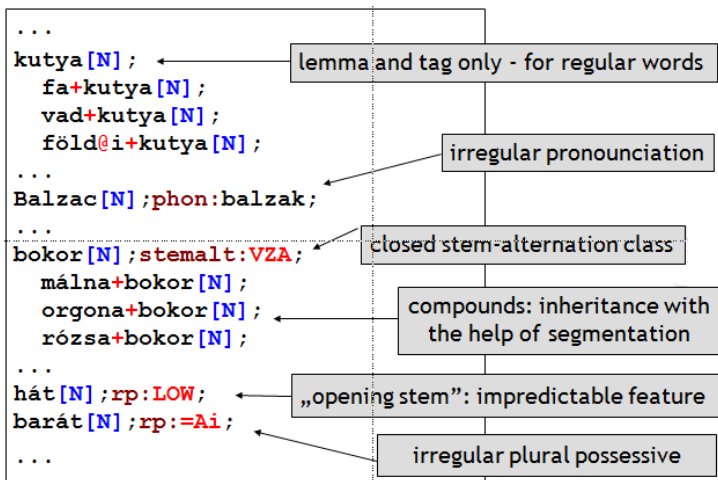 ...
kutya[N];
lemma and tag only - for regular words
fa+kutya[N];
vad+kutya[N];
föld@i+kutya[N];
...
irregular pronounciation
Balzac[N];phon:balzak;
...
closed stem-alternation class
bokor[N];stemalt:VZA;
málna+bokor[N];
orgona+bokor[N];
rózsa+bokor[N];
compounds: inheritance with
the help of segmentation
...
hát[N];rp:LOW;
„opening stem”: impredictable feature
barát[N];rp:=Ai;
irregular plural possessive
...